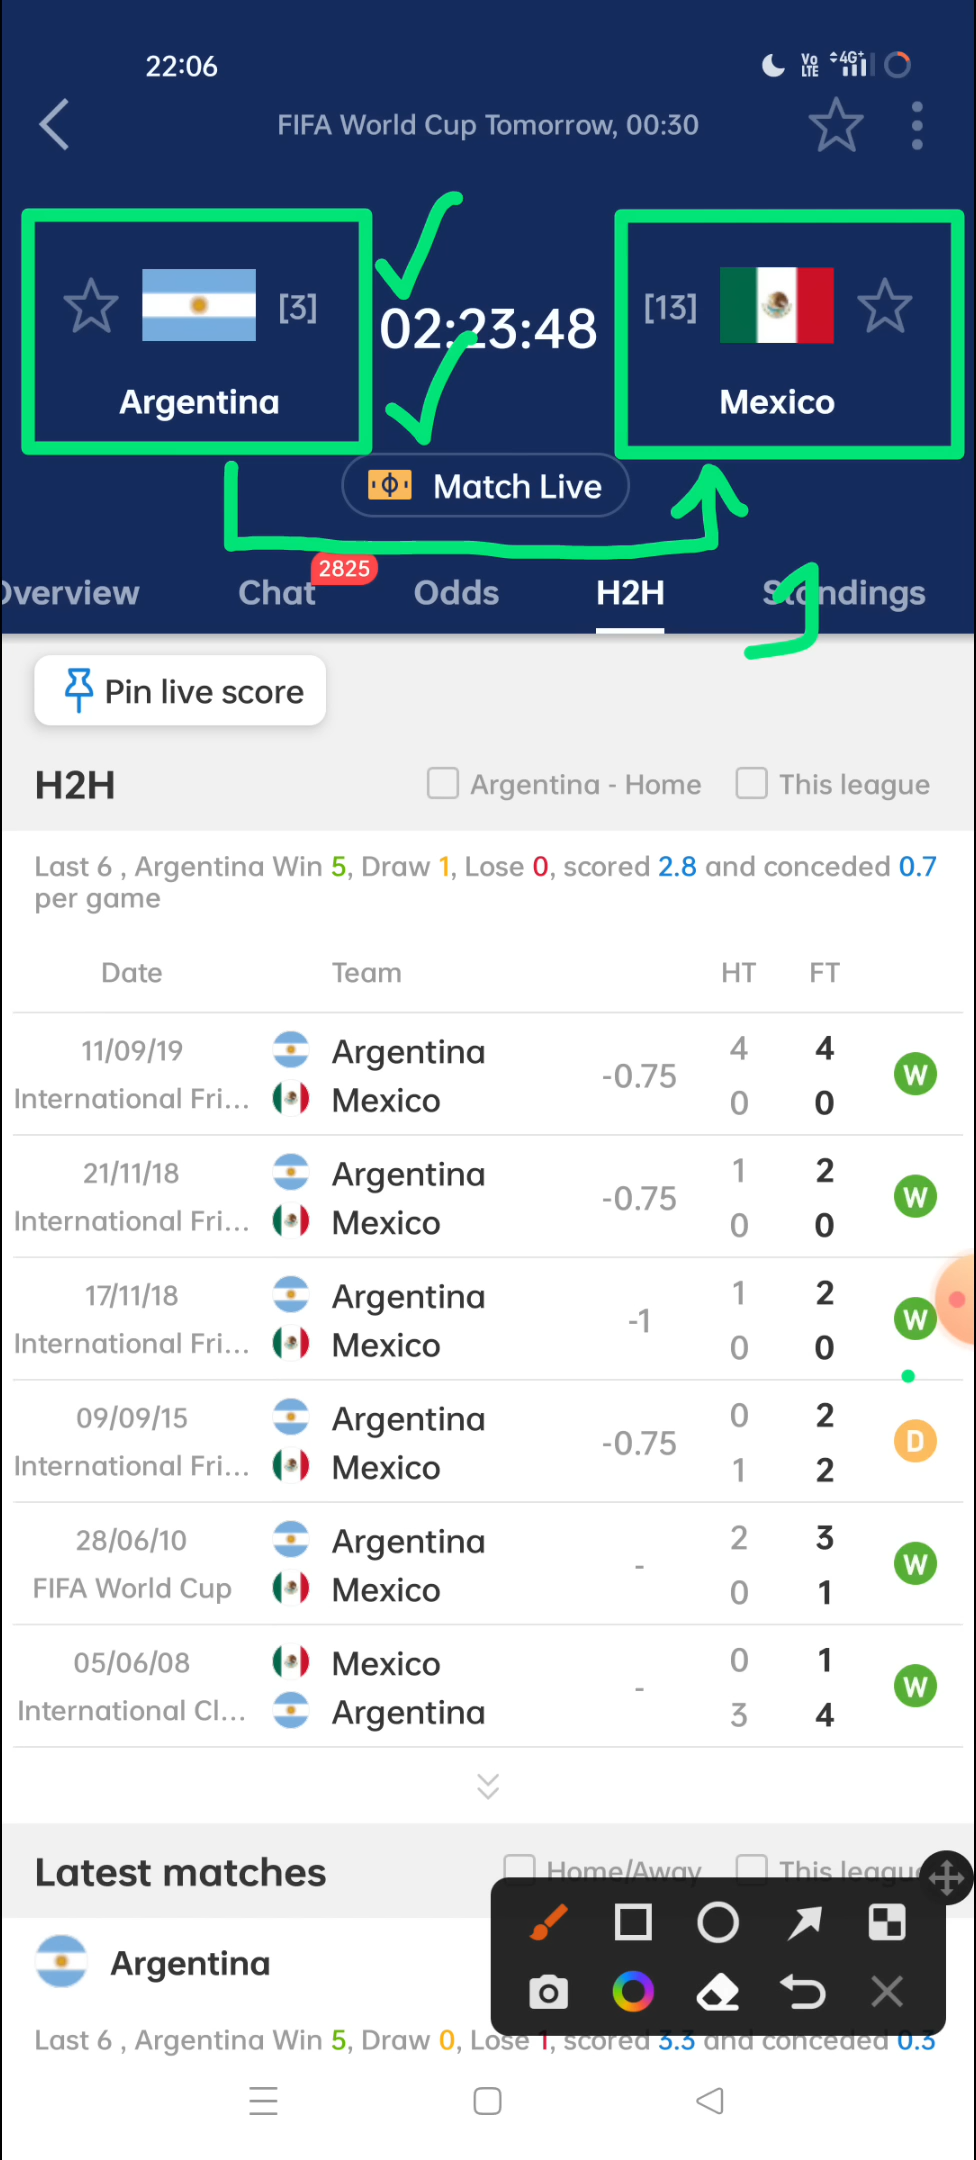 22:06
Vo LTE 4G+
FIFA World Cup Tomorrow, 00:30
[3] 02:23:48 [13]
Argentina Mexico
Match Live
Overview Chat 2825 Odds H2H Standings
Pin live score
H2H Argentina - Home This league
Last 6 , Argentina Win 5, Draw 1, Lose 0, scored 2.8 and conceded 0.7
per game
Date Team HT FT
11/09/19 Argentina -0.75 4 4 W
International Fri... Mexico 0 0
21/11/18 Argentina -0.75 1 2 W
International Fri... Mexico 0 0
17/11/18 Argentina -1 1 2 W
International Fri... Mexico 0 0
09/09/15 Argentina -0.75 0 2 D
International Fri... Mexico 1 2
28/06/10 Argentina - 2 3 W
FIFA World Cup Mexico 0 1
05/06/08 Mexico - 0 1 W
International Cl... Argentina 3 4
Latest matches Home/Away This league
Argentina
Last 6 , Argentina Win 5, Draw 0, Lose 1, scored 3.3 and conceded 0.3